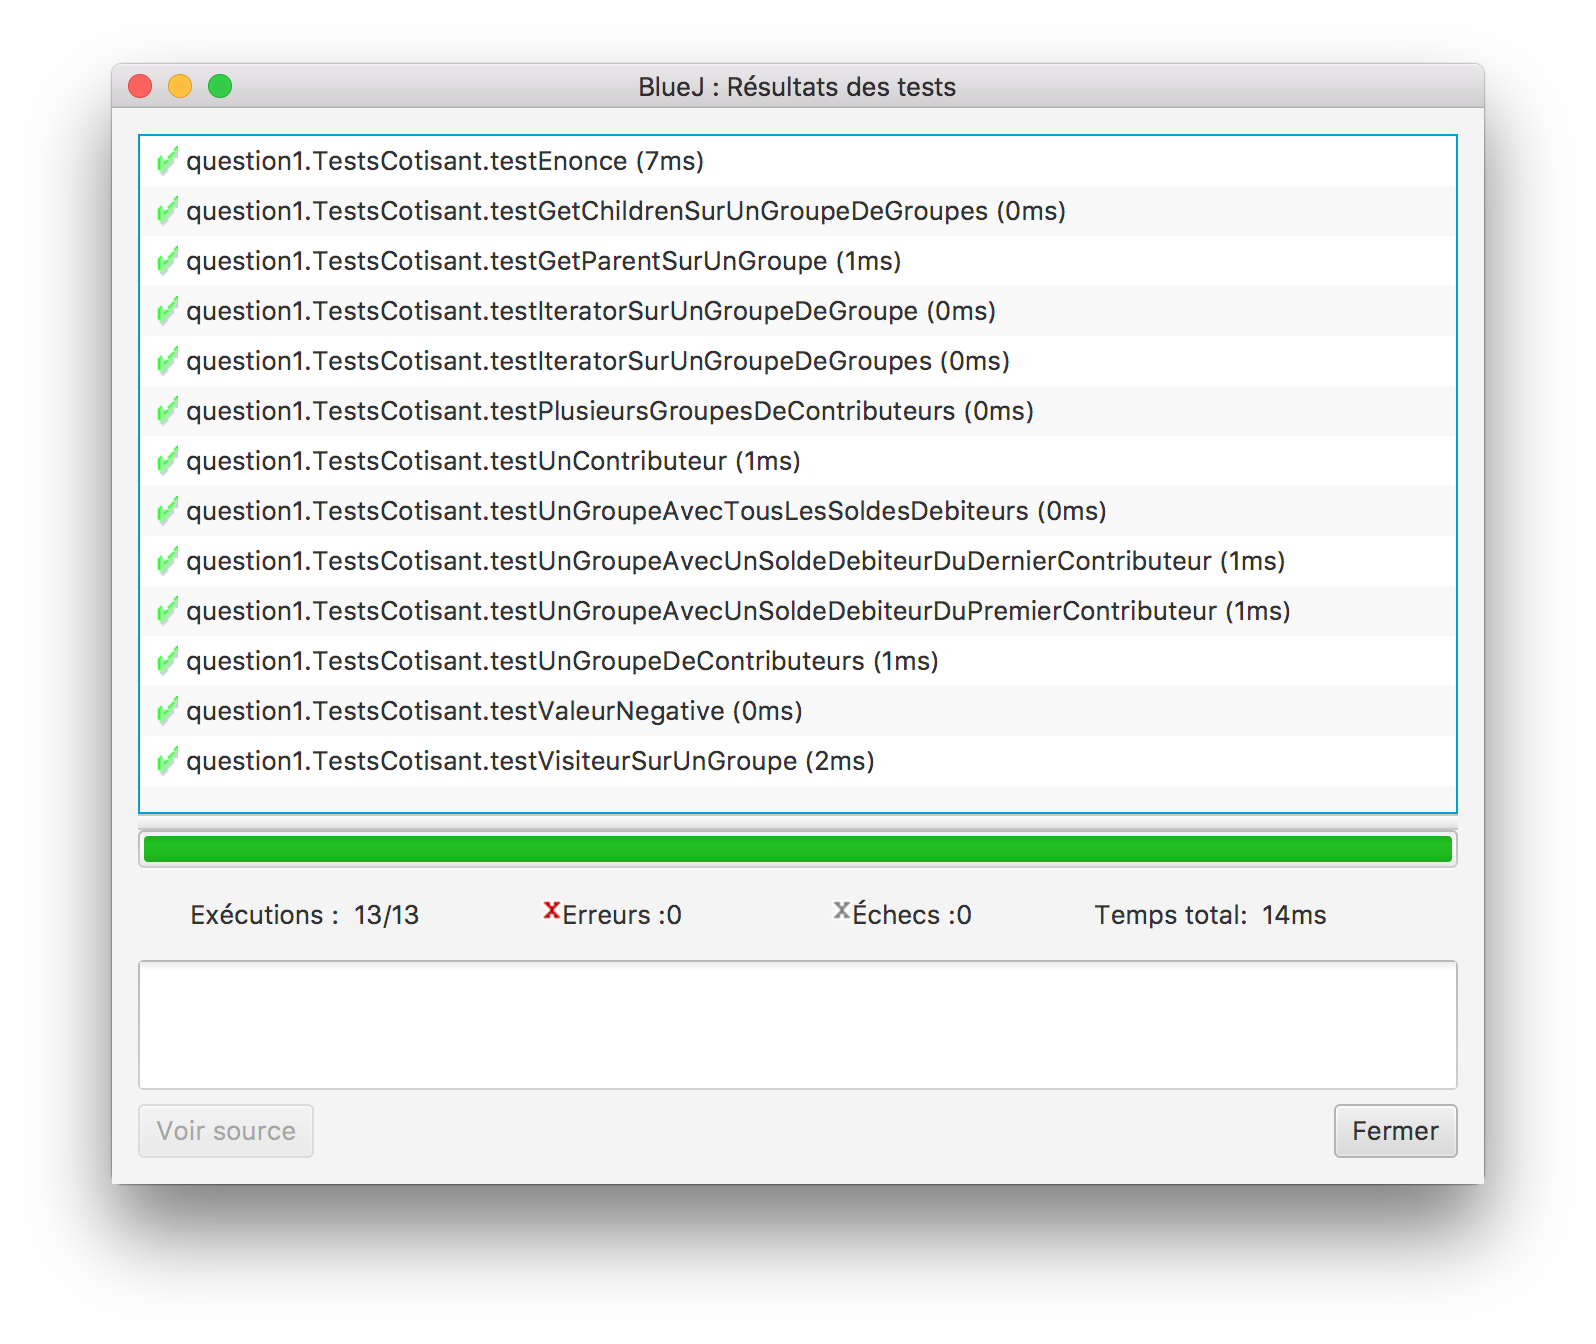 BlueJ : Résultats des tests
question1.TestsCotisant.testEnonce (7ms)
question1.TestsCotisant.testGetChildrenSurUnGroupeDeGroupes (0ms)
question1.TestsCotisant.testGetParentSurUnGroupe (1ms)
question1.TestsCotisant.testIteratorSurUnGroupeDeGroupe (0ms)
question1.TestsCotisant.testIteratorSurUnGroupeDeGroupes (0ms)
question1.TestsCotisant.testPlusieursGroupesDeContributeurs (0ms)
question1.TestsCotisant.testUnContributeur (1ms)
question1.TestsCotisant.testUnGroupeAvecTousLesSoldesDebiteurs (0ms)
question1.TestsCotisant.testUnGroupeAvecUnSoldeDebiteurDuDernierContributeur (1ms)
question1.TestsCotisant.testUnGroupeAvecUnSoldeDebiteurDuPremierContributeur (1ms)
question1.TestsCotisant.testUnGroupeDeContributeurs (1ms)
question1.TestsCotisant.testValeurNegative (0ms)
question1.TestsCotisant.testVisiteurSurUnGroupe (2ms)
Exécutions : 13/13 Erreurs :0 Échecs :0 Temps total: 14ms
Voir source Fermer